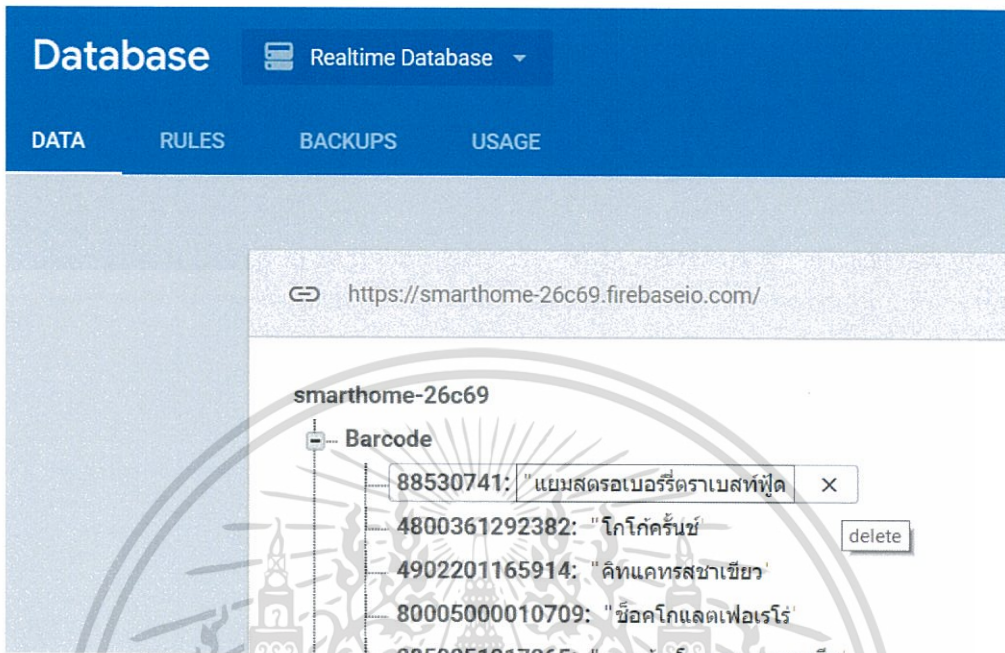 Database Realtime Database
DATA RULES BACKUPS USAGE
https://smarthome-26c69.firebaseio.com/
smarthome-26c69
Barcode
88530741: "แยมสตรอเบอร์รี่ตราเบสท์ฟู้ด ×
4800361292382: "โกโก้ครั้นช์"
delete
4902201165914: "คิทแคทรสชาเขียว"
80005000010709: "ช็อคโกแลตเฟอเรโร่"